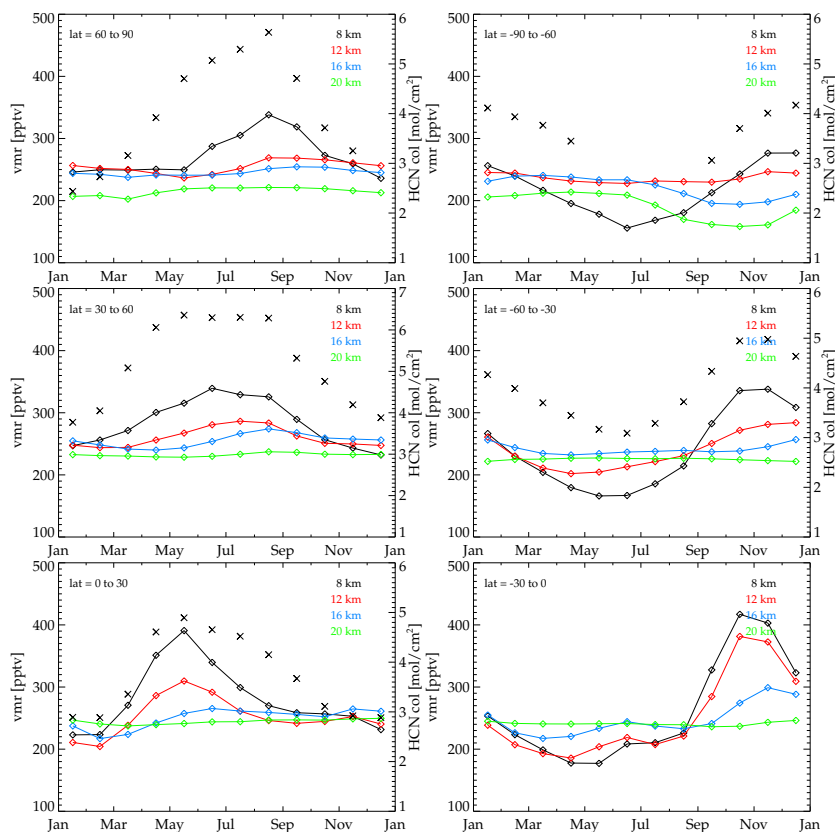 500
400
300
200
100
vmr [pptv]
lat = 60 to 90
8 km
12 km
16 km
20 km
6
5
4
3
2
1
HCN col [mol/cm²]
Jan Mar May Jul Sep Nov Jan
500
400
300
200
100
vmr [pptv]
lat = -90 to -60
8 km
12 km
16 km
20 km
6
5
4
3
2
1
HCN col [mol/cm²]
Jan Mar May Jul Sep Nov Jan
500
400
300
200
100
vmr [pptv]
lat = 30 to 60
8 km
12 km
16 km
20 km
7
6
5
4
3
2
1
HCN col [mol/cm²]
Jan Mar May Jul Sep Nov Jan
500
400
300
200
100
vmr [pptv]
lat = -60 to -30
8 km
12 km
16 km
20 km
6
5
4
3
2
1
HCN col [mol/cm²]
Jan Mar May Jul Sep Nov Jan
500
400
300
200
100
vmr [pptv]
lat = 0 to 30
8 km
12 km
16 km
20 km
6
5
4
3
2
1
HCN col [mol/cm²]
Jan Mar May Jul Sep Nov Jan
500
400
300
200
100
vmr [pptv]
lat = -30 to 0
8 km
12 km
16 km
20 km
Jan Mar May Jul Sep Nov Jan